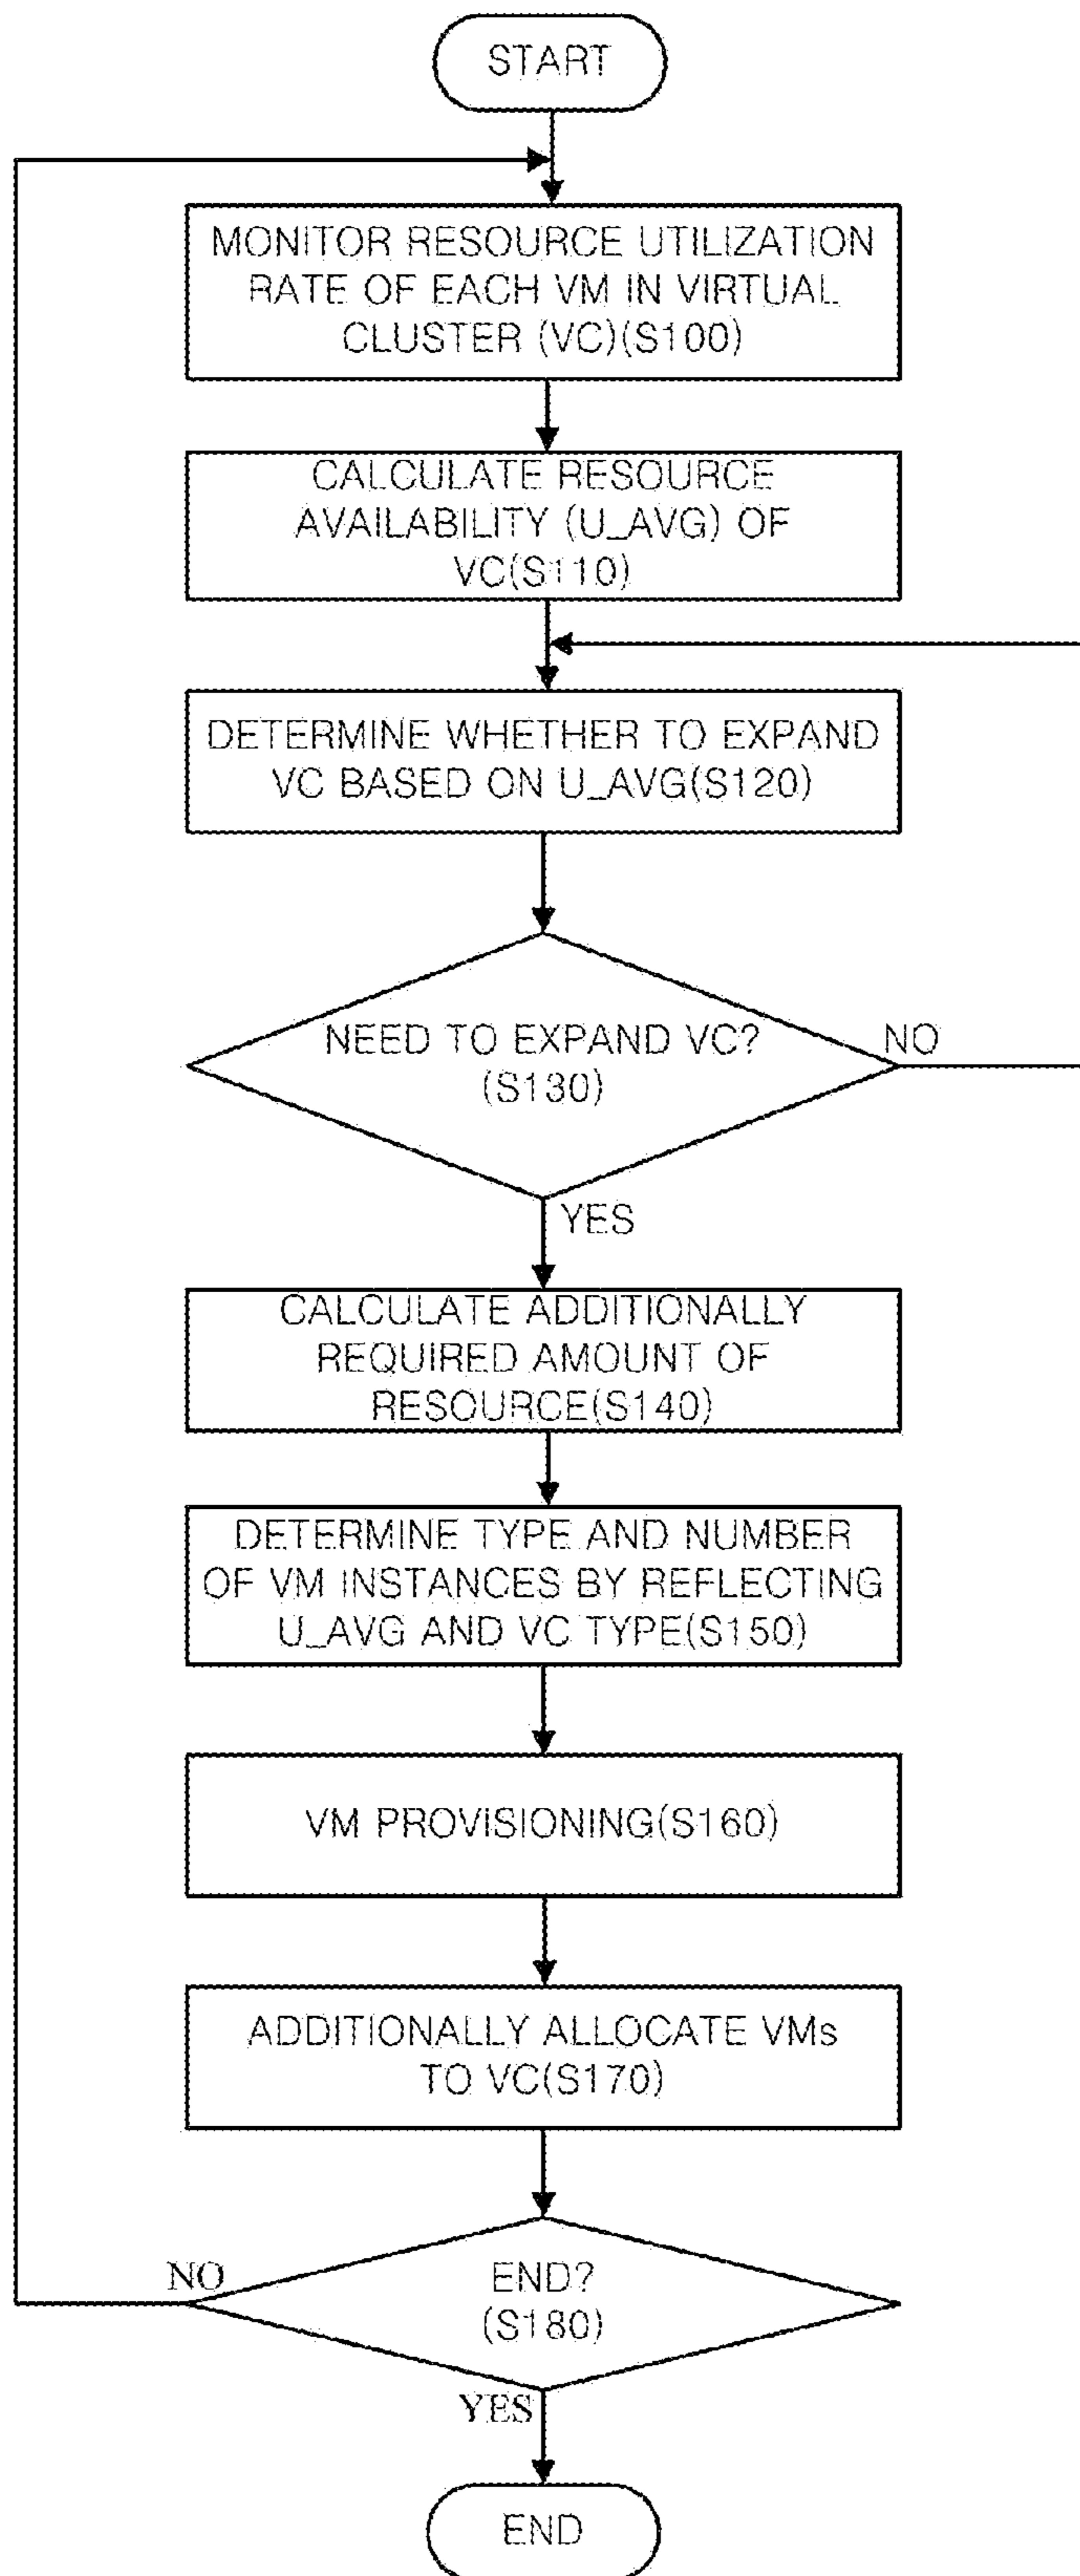 START
MONITOR RESOURCE UTILIZATION
RATE OF EACH VM IN VIRTUAL
CLUSTER (VC)(S100)
CALCULATE RESOURCE
AVAILABILITY (U_AVG) OF
VC(S110)
DETERMINE WHETHER TO EXPAND
VC BASED ON U_AVG(S120)
NEED TO EXPAND VC?
(S130)
NO
YES
CALCULATE ADDITIONALLY
REQUIRED AMOUNT OF
RESOURCE(S140)
DETERMINE TYPE AND NUMBER
OF VM INSTANCES BY REFLECTING
U_AVG AND VC TYPE(S150)
VM PROVISIONING(S160)
ADDITIONALLY ALLOCATE VMs
TO VC(S170)
NO
END?
(S180)
YES
END